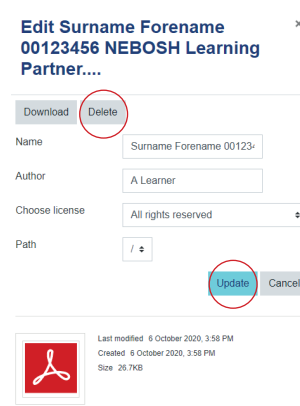 Edit Surname Forename
00123456 NEBOSH Learning
Partner....
×
Download Delete
Name Surname Forename 00123
Author A Learner
Choose license All rights reserved
Path /
Update Cancel
Last modified 6 October 2020, 3:58 PM
Created 6 October 2020, 3:58 PM
Size 26.7KB